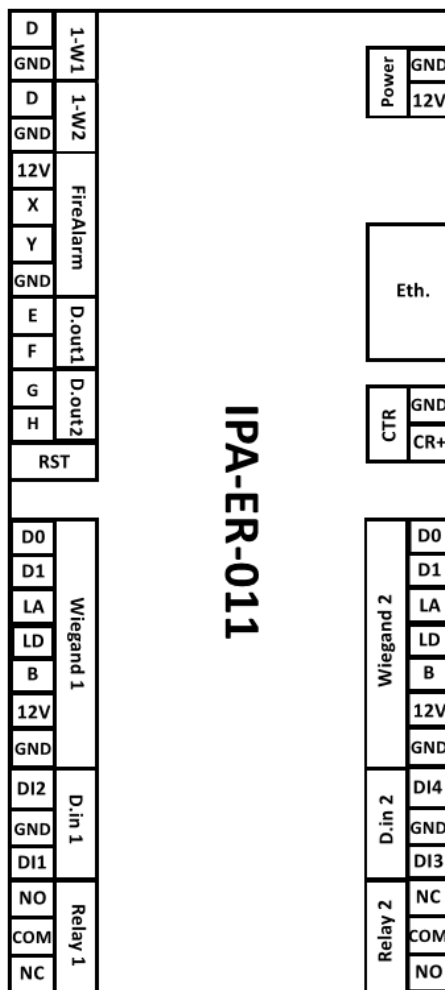 D
GND
1-W1
D
GND
1-W2
12V
X
Y
GND
FireAlarm
E
F
D.out1
G
H
D.out2
RST
D0
D1
LA
LD
B
12V
GND
Wiegand 1
DI2
GND
DI1
D.in 1
NO
COM
NC
Relay 1
IPA-ER-011
Power
GND
12V
Eth.
CTR
GND
CR+
Wiegand 2
D0
D1
LA
LD
B
12V
GND
D.in 2
DI4
GND
DI3
Relay 2
NC
COM
NO